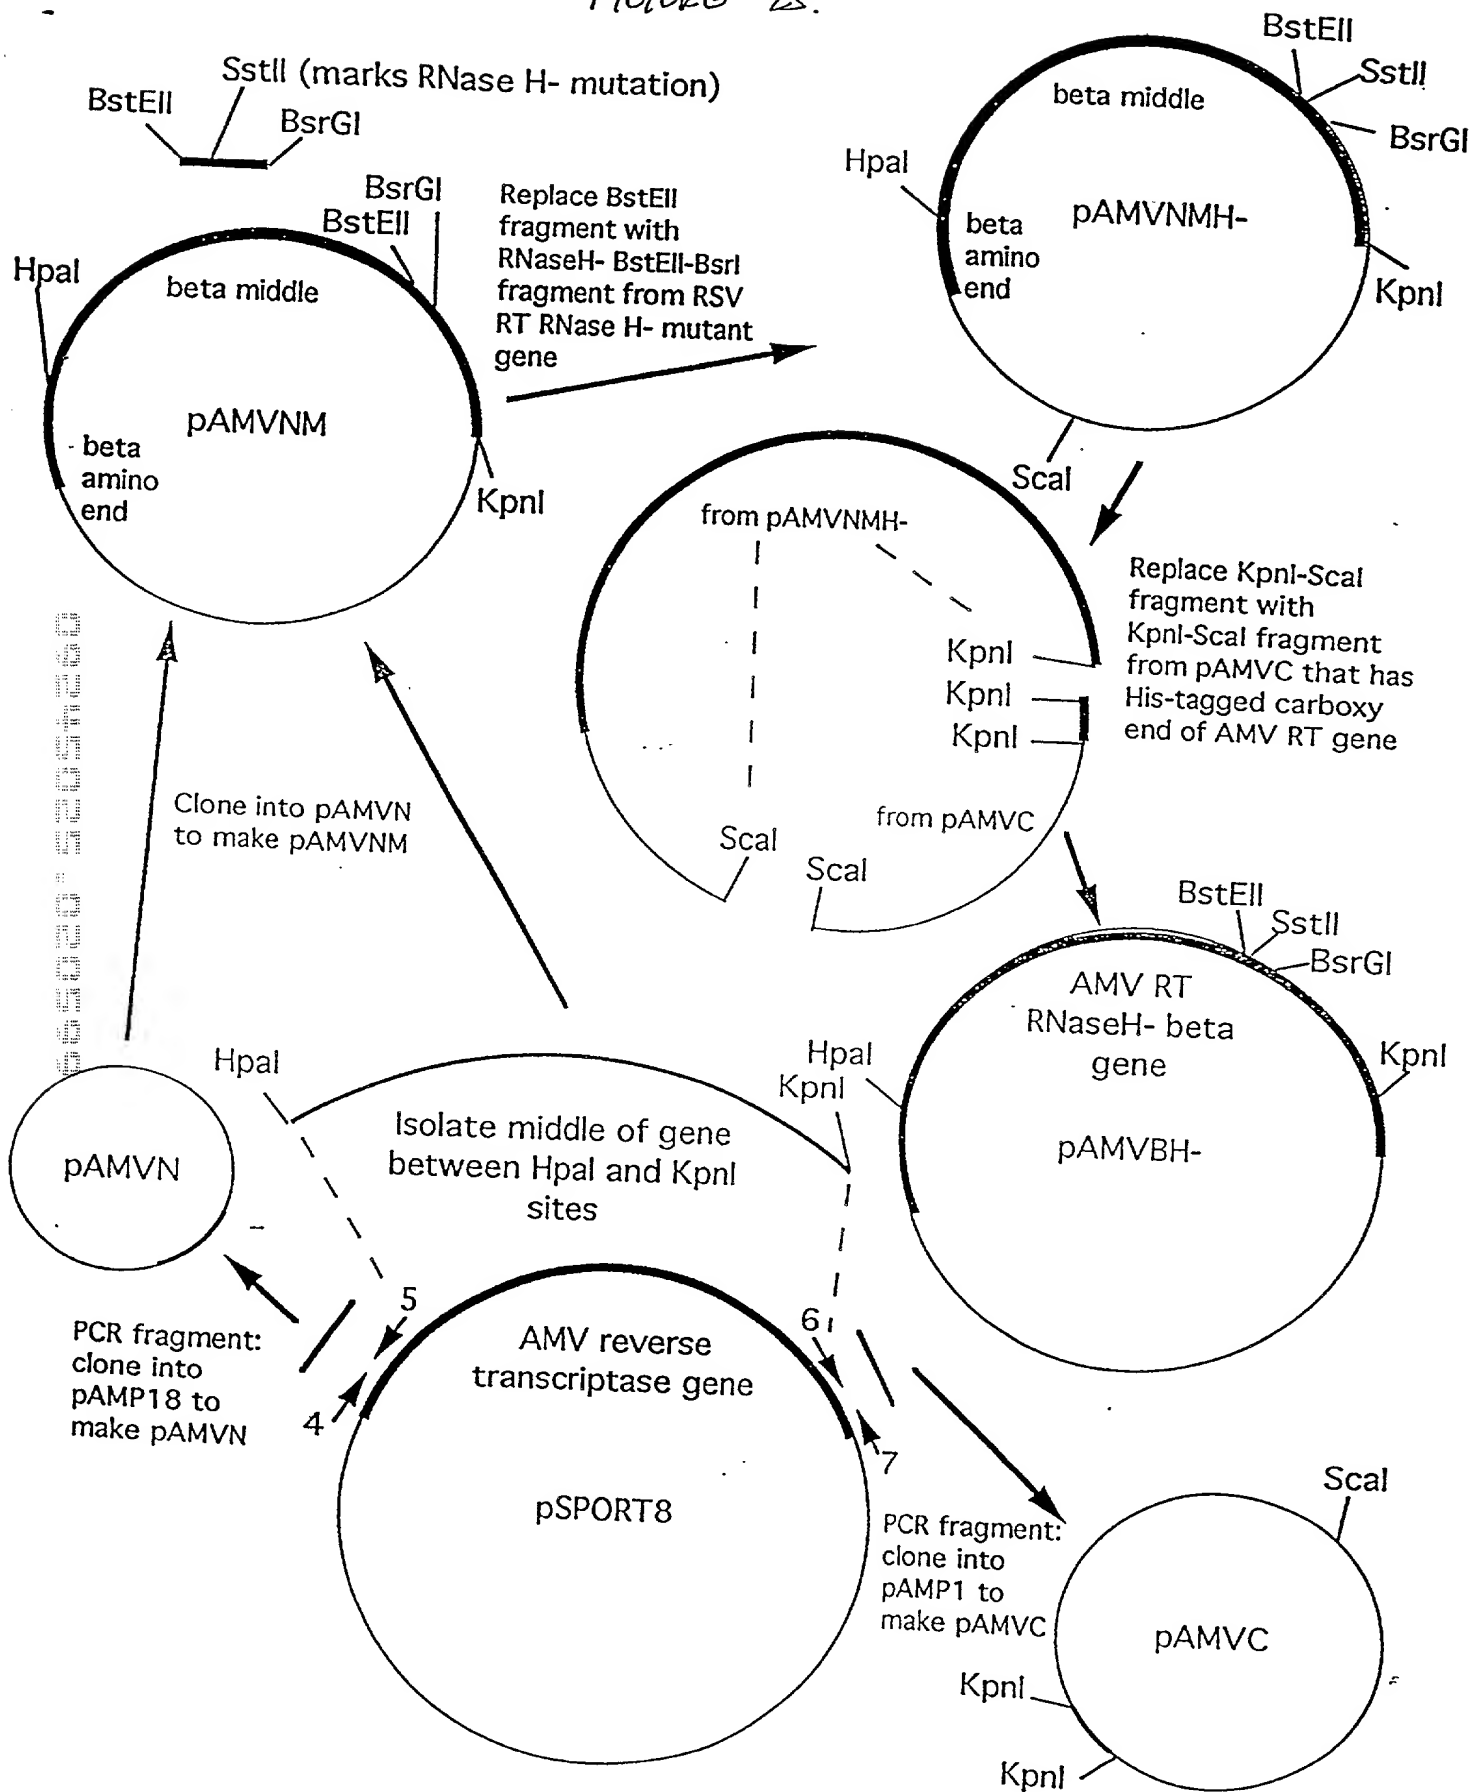 SstII (marks RNase H- mutation)
BstEII
BsrGI
BstEII
SstII
BsrGI
beta middle
HpaI
beta
amino
end
pAMVNMH-
KpnI
ScaI
BsrGI
BstEII
HpaI
beta middle
pAMVNM
beta
amino
end
KpnI
Replace BstEII
fragment with
RNaseH- BstEII-BsrI
fragment from RSV
RT RNase H- mutant
gene
from pAMVNMH-
KpnI
KpnI
KpnI
ScaI
ScaI
from pAMVC
Replace KpnI-ScaI
fragment with
KpnI-ScaI fragment
from pAMVC that has
His-tagged carboxy
end of AMV RT gene
Clone into pAMVN
to make pAMVNM
BstEII
SstII
BsrGI
AMV RT
RNaseH- beta
gene
HpaI
KpnI
pAMVBH-
HpaI
KpnI
Isolate middle of gene
between HpaI and KpnI
sites
pAMVN
PCR fragment:
clone into
pAMP18 to
make pAMVN
5
4
6
7
AMV reverse
transcriptase gene
pSPORT8
PCR fragment:
clone into
pAMP1 to
make pAMVC
ScaI
pAMVC
KpnI
KpnI